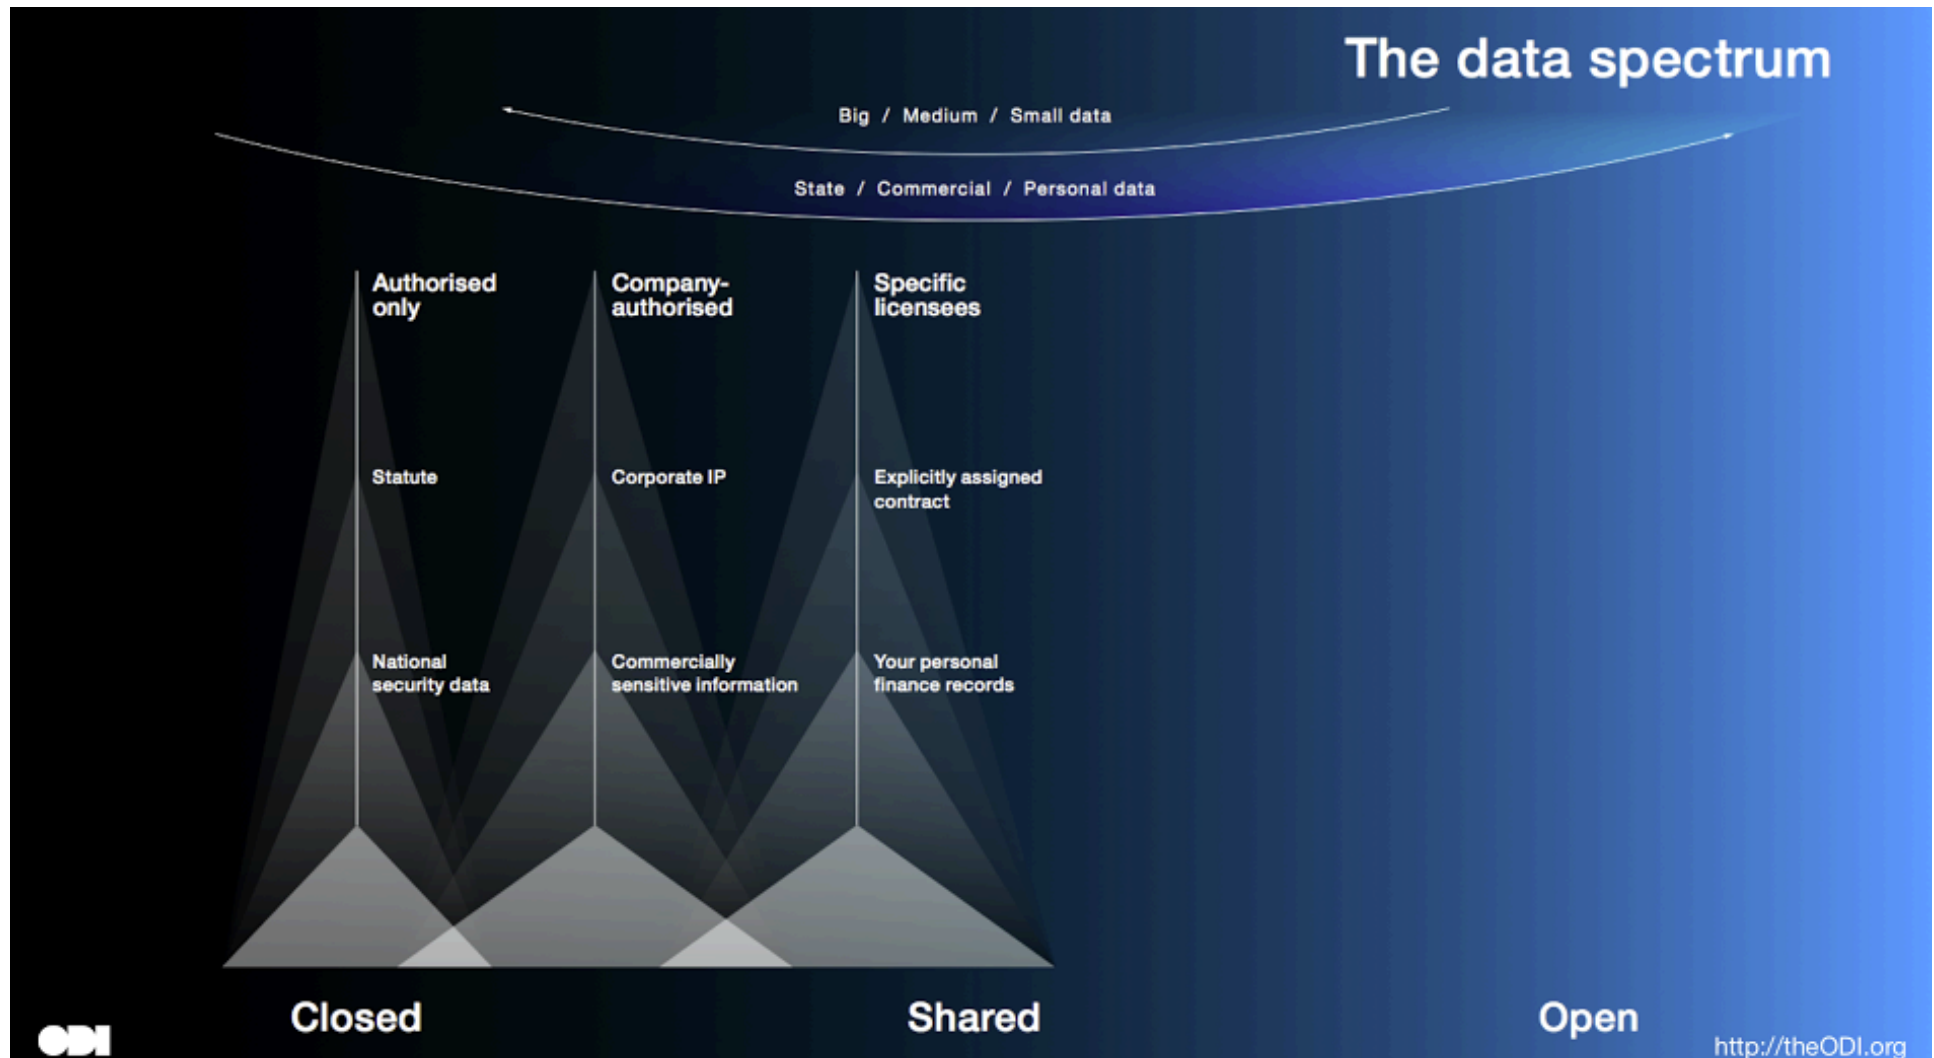 The data spectrum
Big / Medium / Small data
State / Commercial / Personal data
Authorised
only
Company-
authorised
Specific
licensees
Statute
Corporate IP
Explicitly assigned
contract
National
security data
Commercially
sensitive information
Your personal
finance records
Closed
Shared
Open
ODI
http://theODI.org